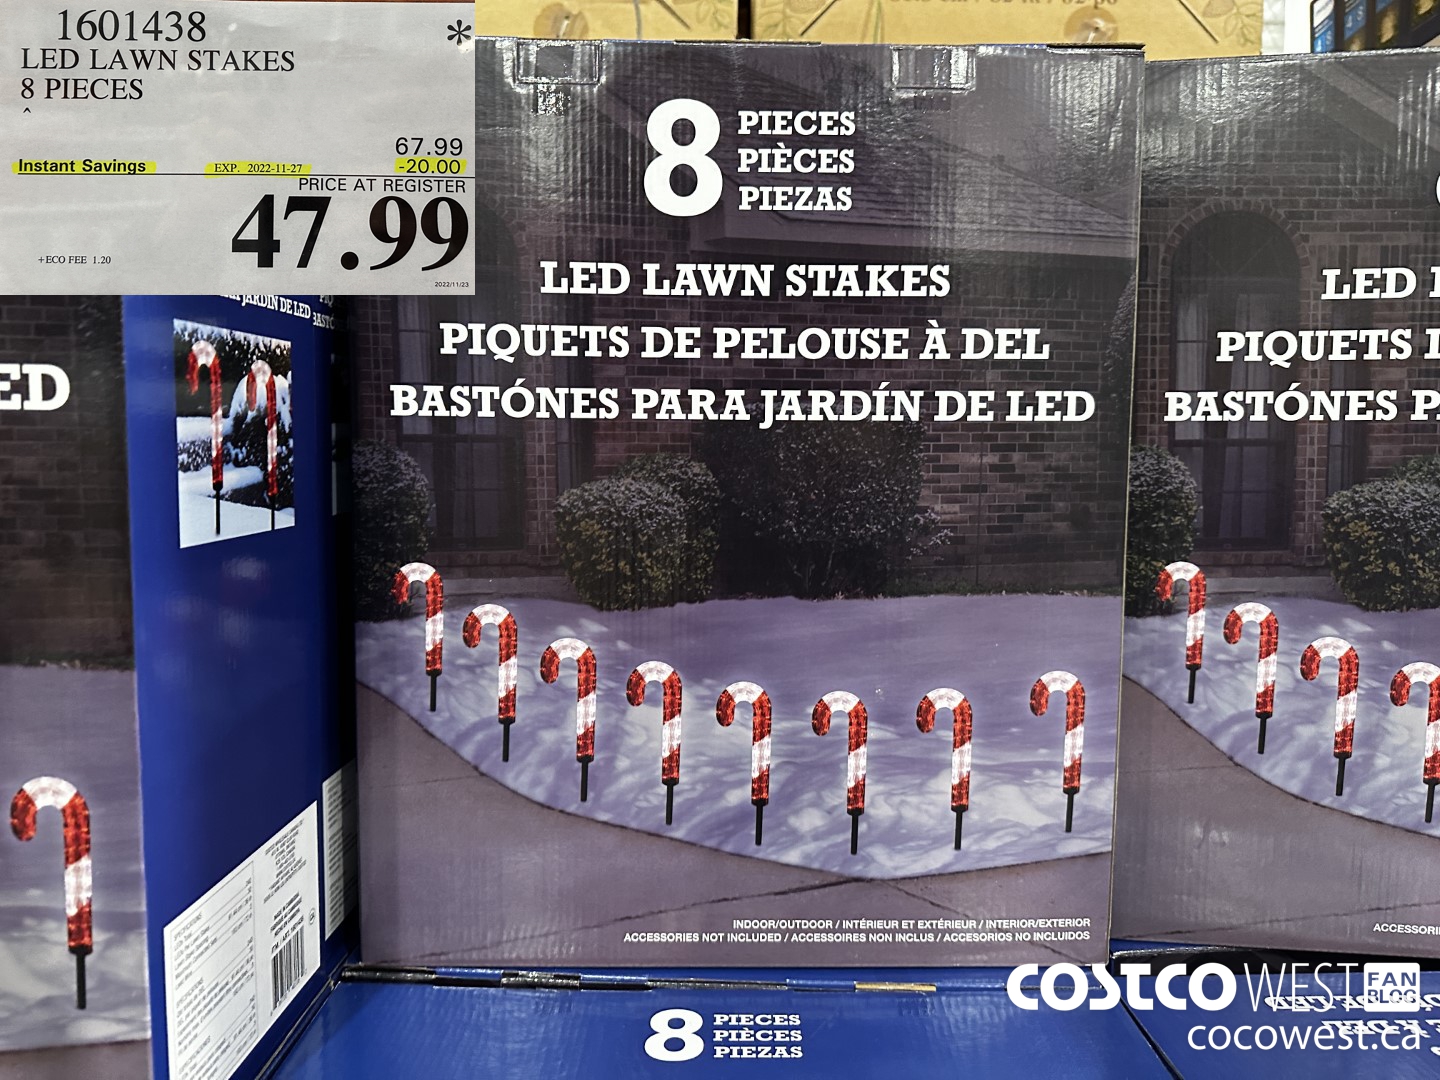 1601438 *
LED LAWN STAKES
8 PIECES
^
67.99
Instant Savings EXP. 2022-11-27 -20.00
PRICE AT REGISTER
47.99
+ECO FEE 1.20
2022/11/23
8 PIECES
PIÈCES
PIEZAS
LED LAWN STAKES
PIQUETS DE PELOUSE À DEL
BASTÓNES PARA JARDÍN DE LED
INDOOR/OUTDOOR / INTÉRIEUR ET EXTÉRIEUR / INTERIOR/EXTERIOR
ACCESSORIES NOT INCLUDED / ACCESSOIRES NON INCLUS / ACCESORIOS NO INCLUIDOS
8 PIECES
PIÈCES
PIEZAS
JARDÍN DE LED
ED
LED
PIQUETS
BASTÓNES
COSTCO WEST FAN BLOG
cocowest.ca